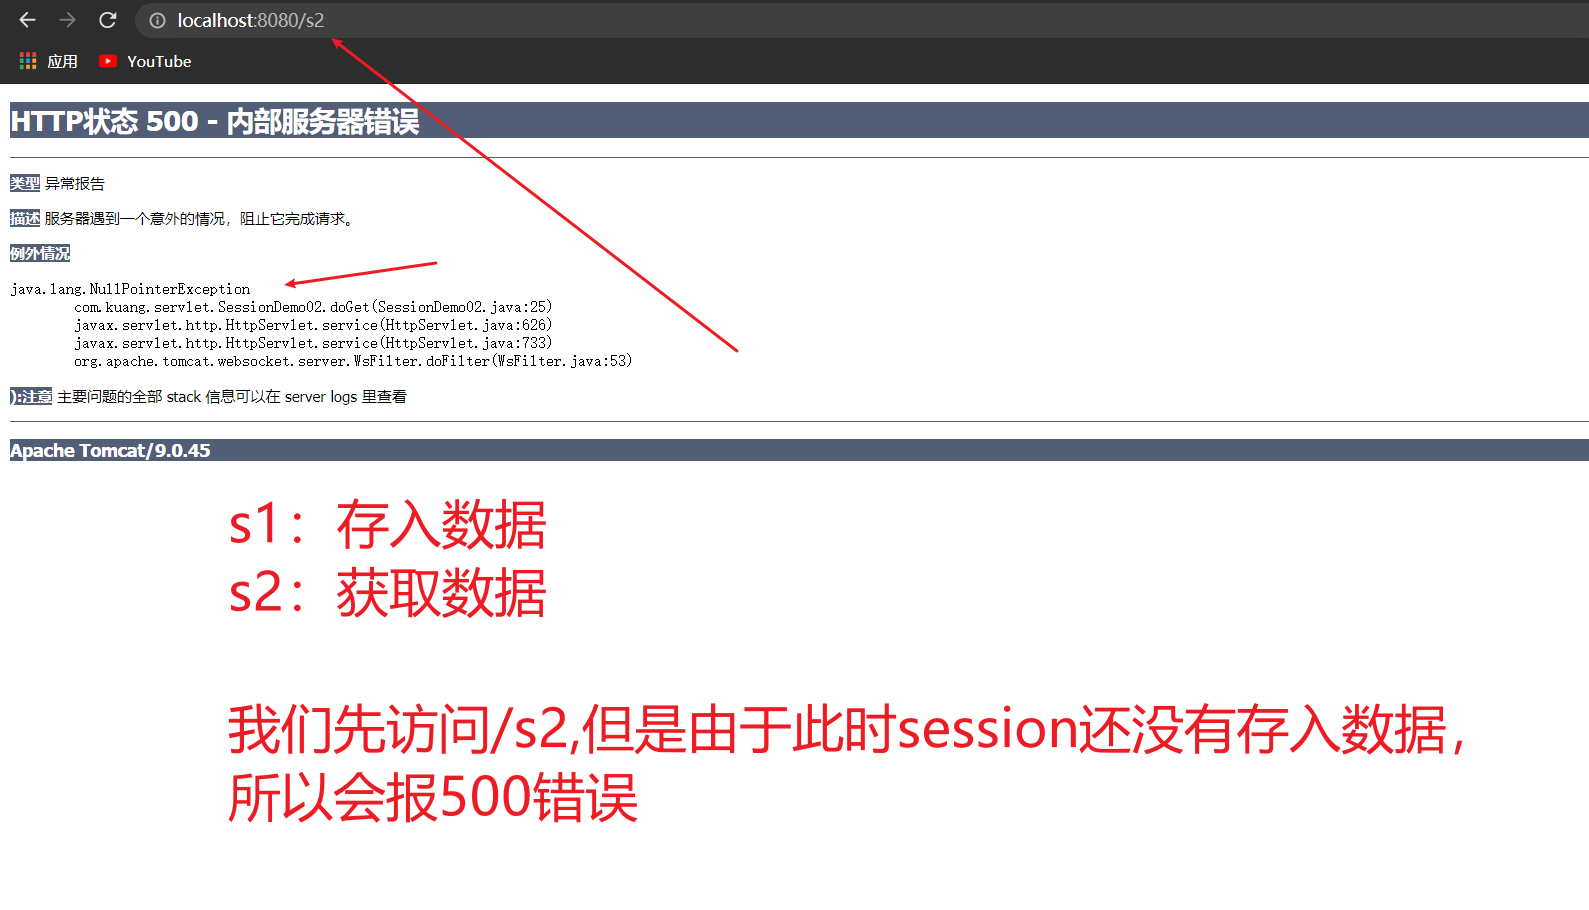 localhost:8080/s2
应用 YouTube
HTTP状态 500 - 内部服务器错误
类型 异常报告
描述 服务器遇到一个意外的情况，阻止它完成请求。
例外情况
java.lang.NullPointerException
com.kuang.servlet.SessionDemo02.doGet(SessionDemo02.java:25)
javax.servlet.http.HttpServlet.service(HttpServlet.java:626)
javax.servlet.http.HttpServlet.service(HttpServlet.java:733)
org.apache.tomcat.websocket.server.WsFilter.doFilter(WsFilter.java:53)
):注意 主要问题的全部 stack 信息可以在 server logs 里查看
Apache Tomcat/9.0.45
s1：存入数据
s2：获取数据
我们先访问/s2,但是由于此时session还没有存入数据，
所以会报500错误